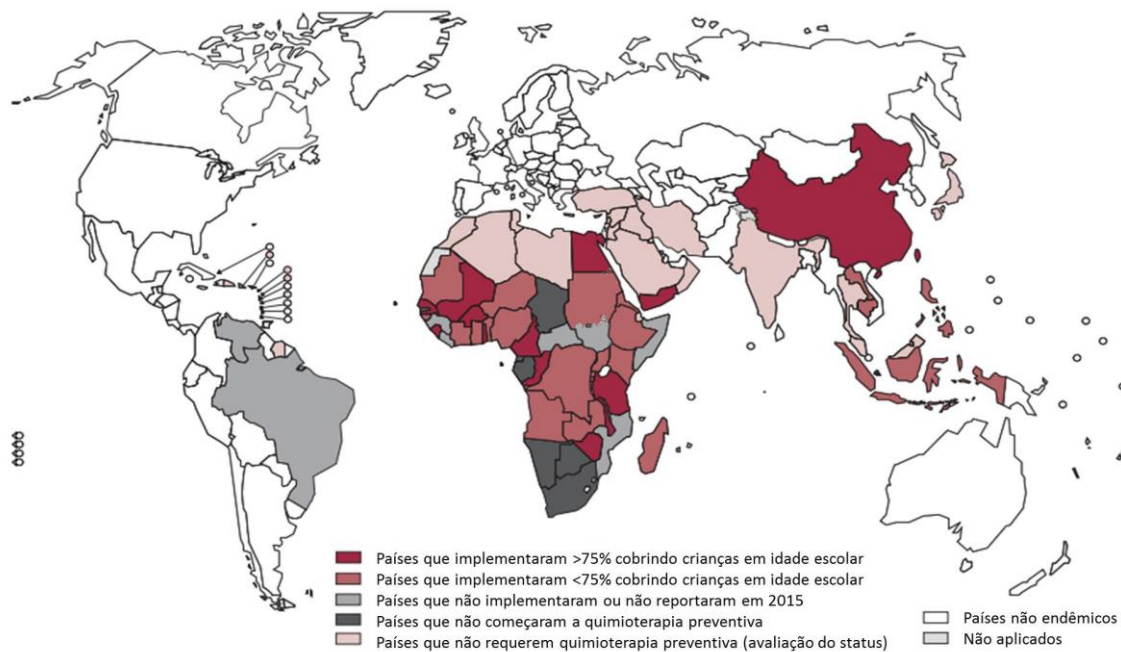 Países que implementaram >75% cobrindo crianças em idade escolar
Países que implementaram <75% cobrindo crianças em idade escolar
Países que não implementaram ou não reportaram em 2015
Países que não começaram a quimioterapia preventiva
Países que não requerem quimioterapia preventiva (avaliação do status)
Países não endêmicos
Não aplicados